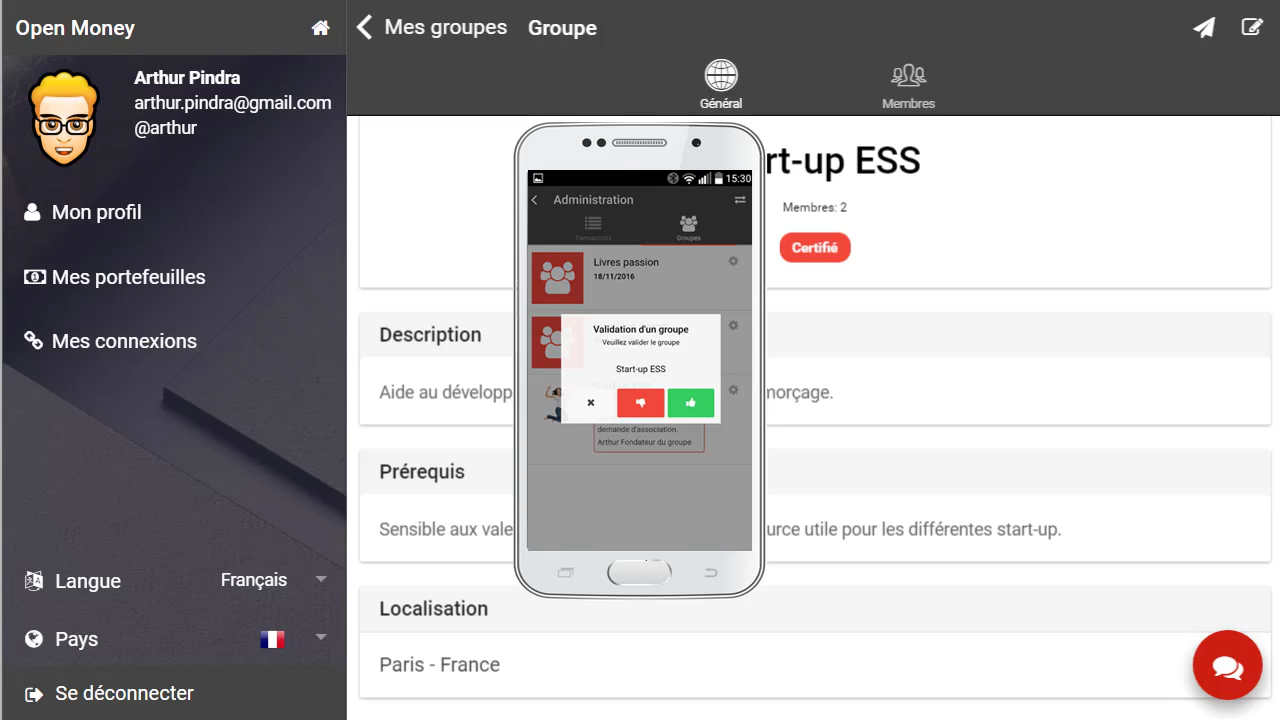 Open Money
Arthur Pindra
arthur.pindra@gmail.com
@arthur
Mon profil
Mes portefeuilles
Mes connexions
Langue
Français
Pays
Se déconnecter
Mes groupes
Groupe
Général
Membres
rt-up ESS
Membres: 2
Certifié
Description
Aide au développ
morçage.
Prérequis
Sensible aux vale
urce utile pour les différentes start-up.
Localisation
Paris - France
15:30
Administration
Transactions
Groupes
Livres passion
18/11/2016
Validation d'un groupe
Veuillez valider le groupe
Start-up ESS
demande d'association.
Arthur Fondateur du groupe